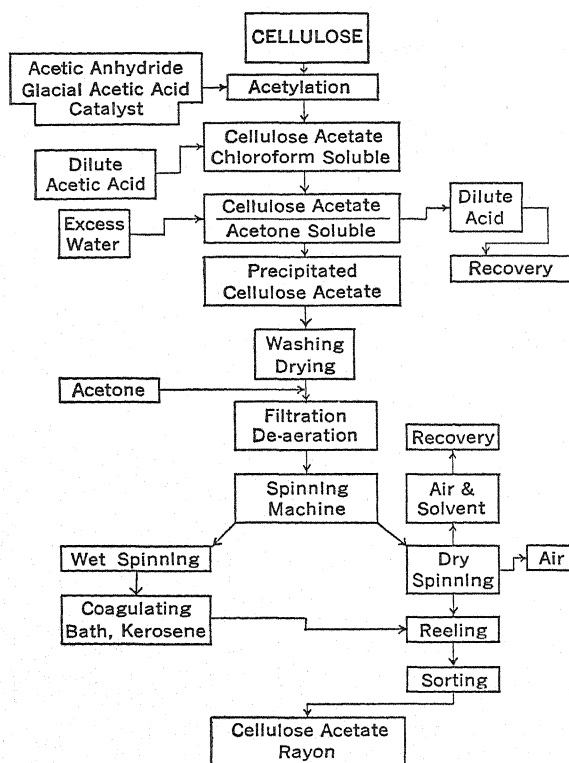 CELLULOSE
Acetic Anhydride
Glacial Acetic Acid
Catalyst
Acetylation
Cellulose Acetate
Chloroform Soluble
Dilute
Acetic Acid
Cellulose Acetate
Acetone Soluble
Dilute
Acid
Excess
Water
Recovery
Precipitated
Cellulose Acetate
Washing
Drying
Acetone
Filtration
De-aeration
Recovery
Spinning
Machine
Air &
Solvent
Wet Spinning
Dry
Spinning
Air
Coagulating
Bath, Kerosene
Reeling
Sorting
Cellulose Acetate
Rayon